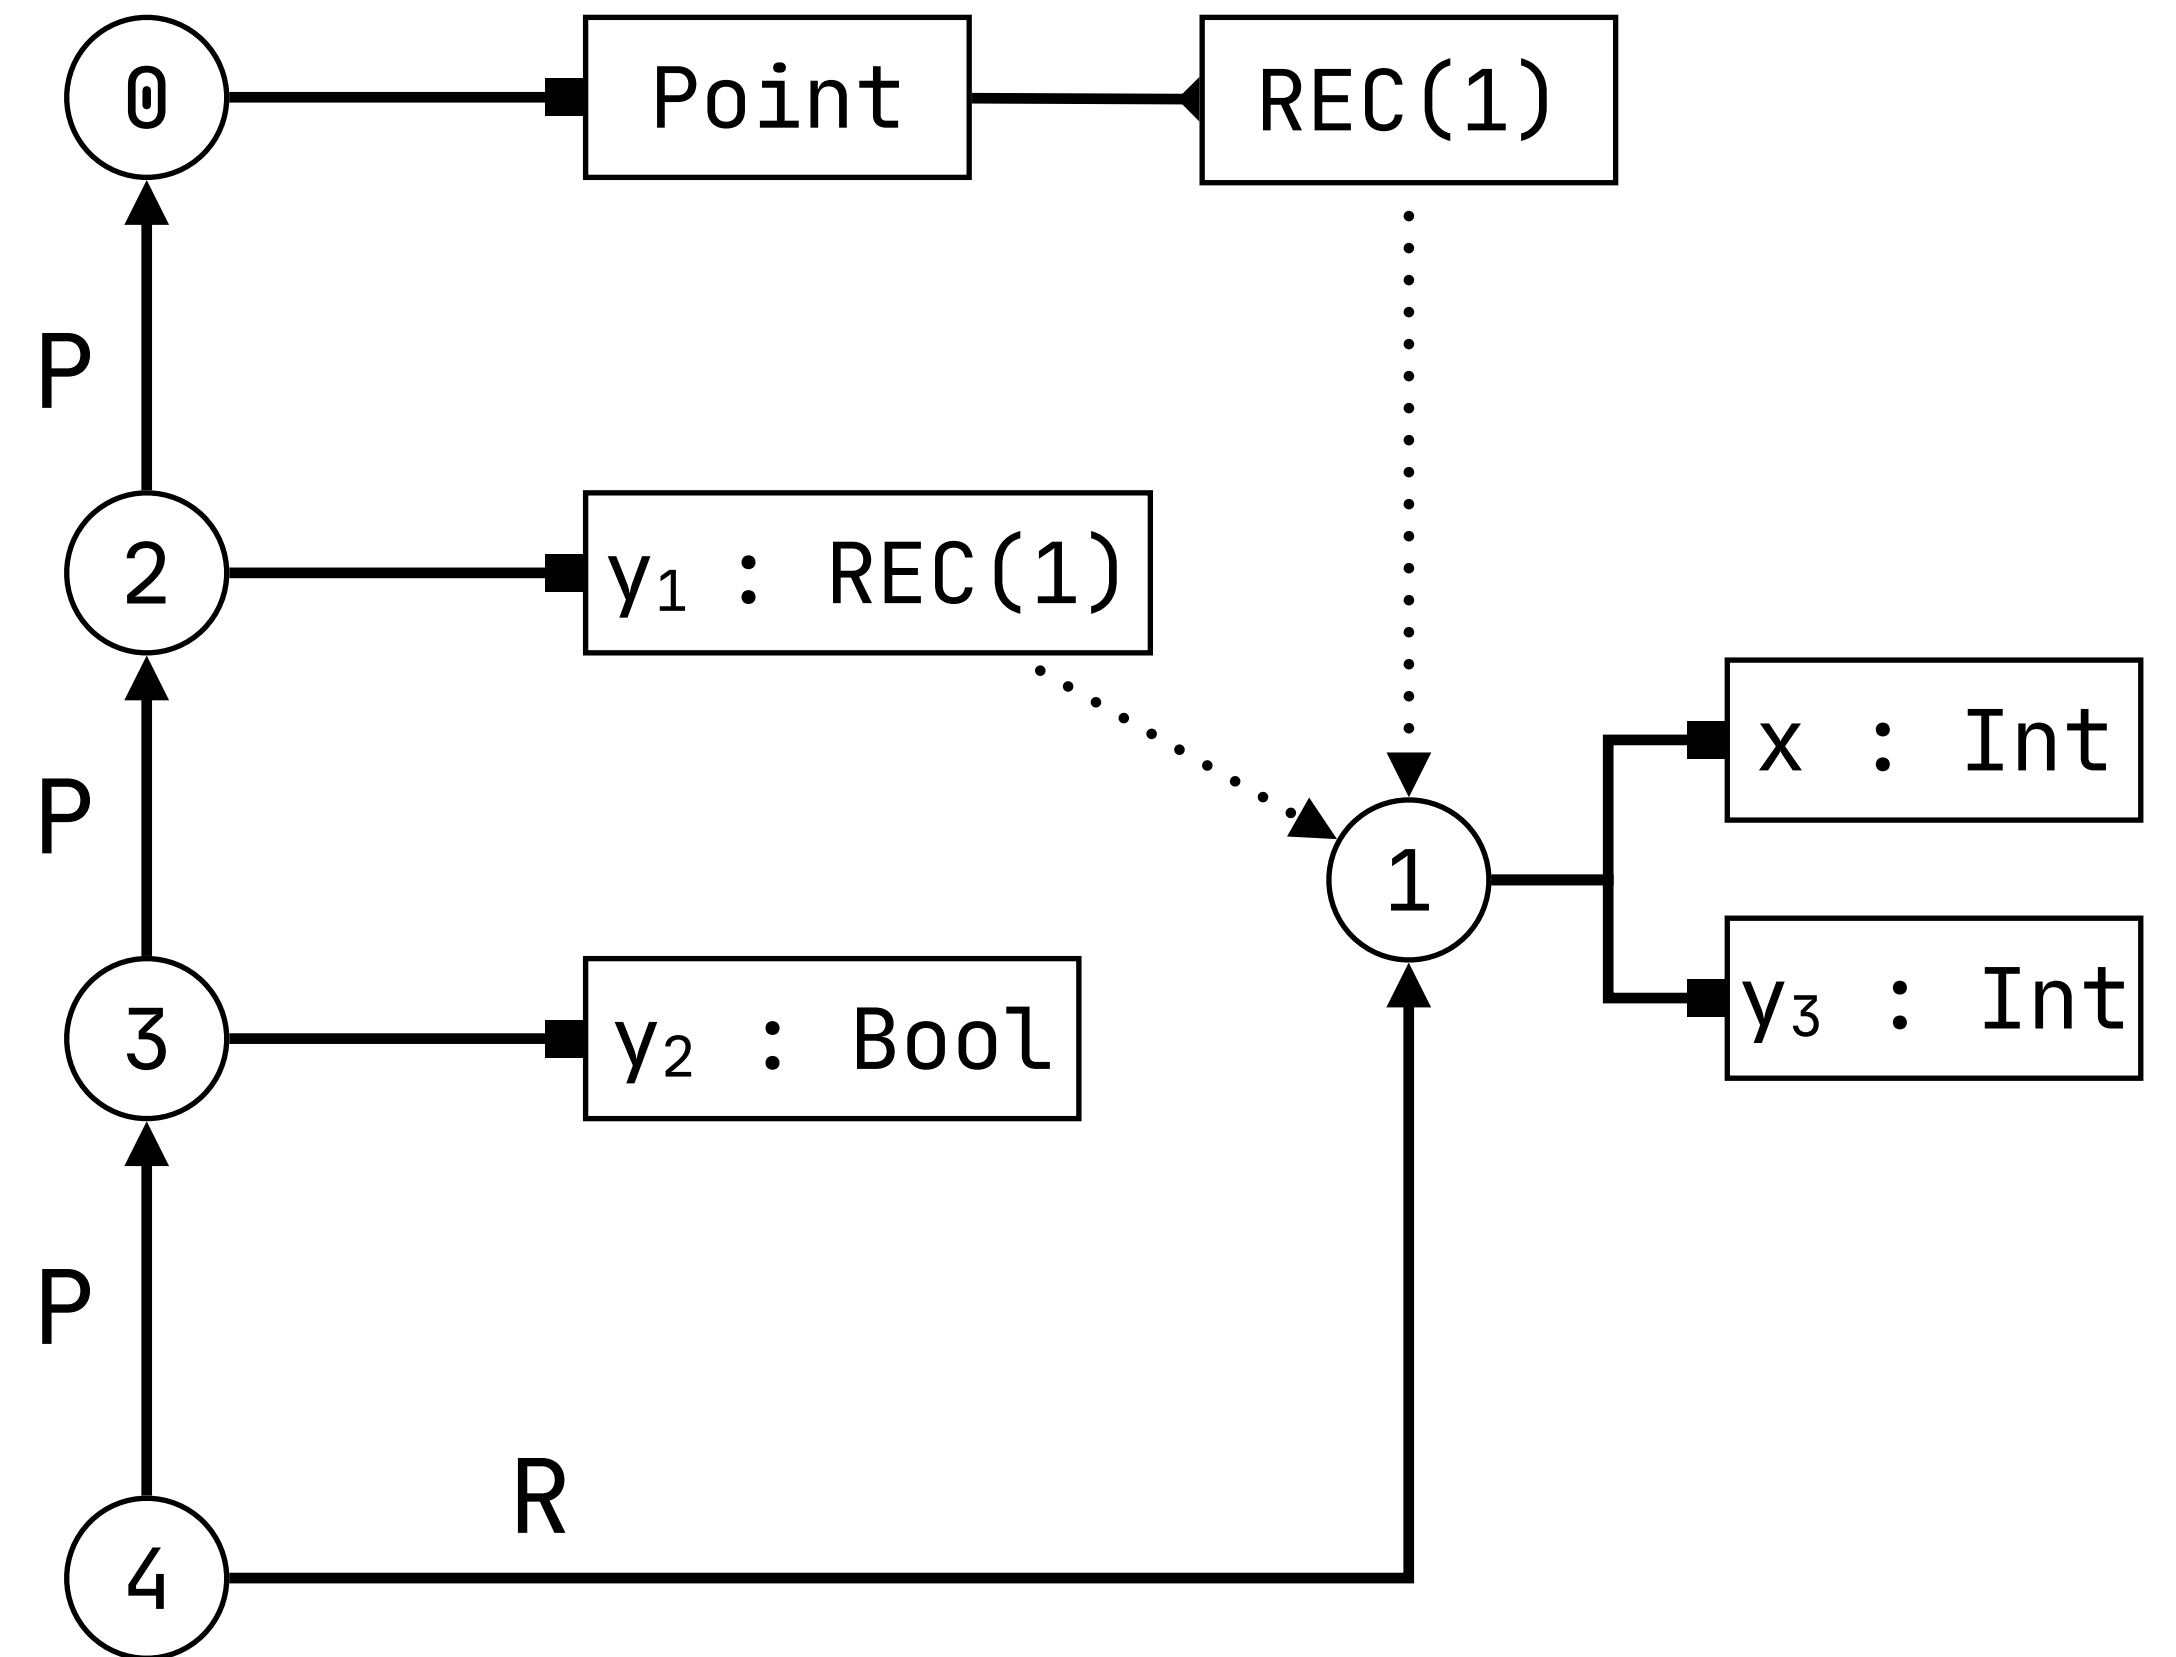 0 Point REC(1)
P
2 y₁ : REC(1)
x : Int
P
1
y₃ : Int
3 y₂ : Bool
P
R
4